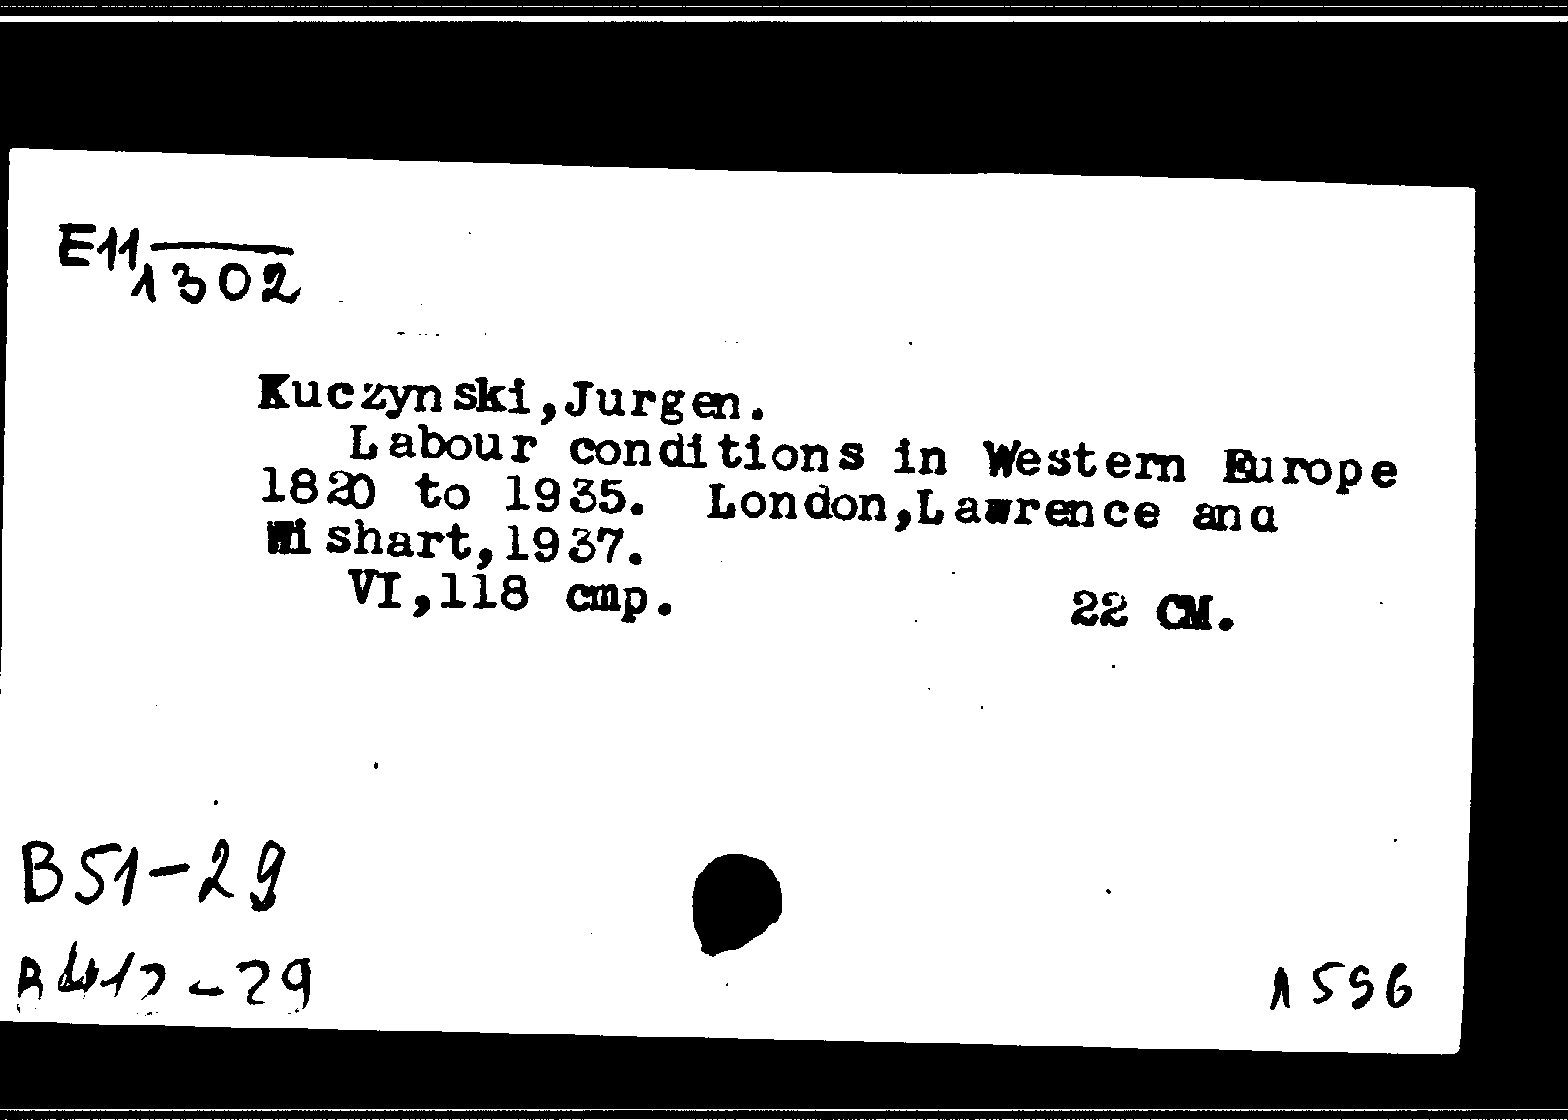 E11
1302
Kuczynski,Jurgen.
Labour conditions in Western Europe
1820 to 1935. London,Lawrence and
Wishart,1937.
VI,118 cmp. 22 CM.
B51-29
1596